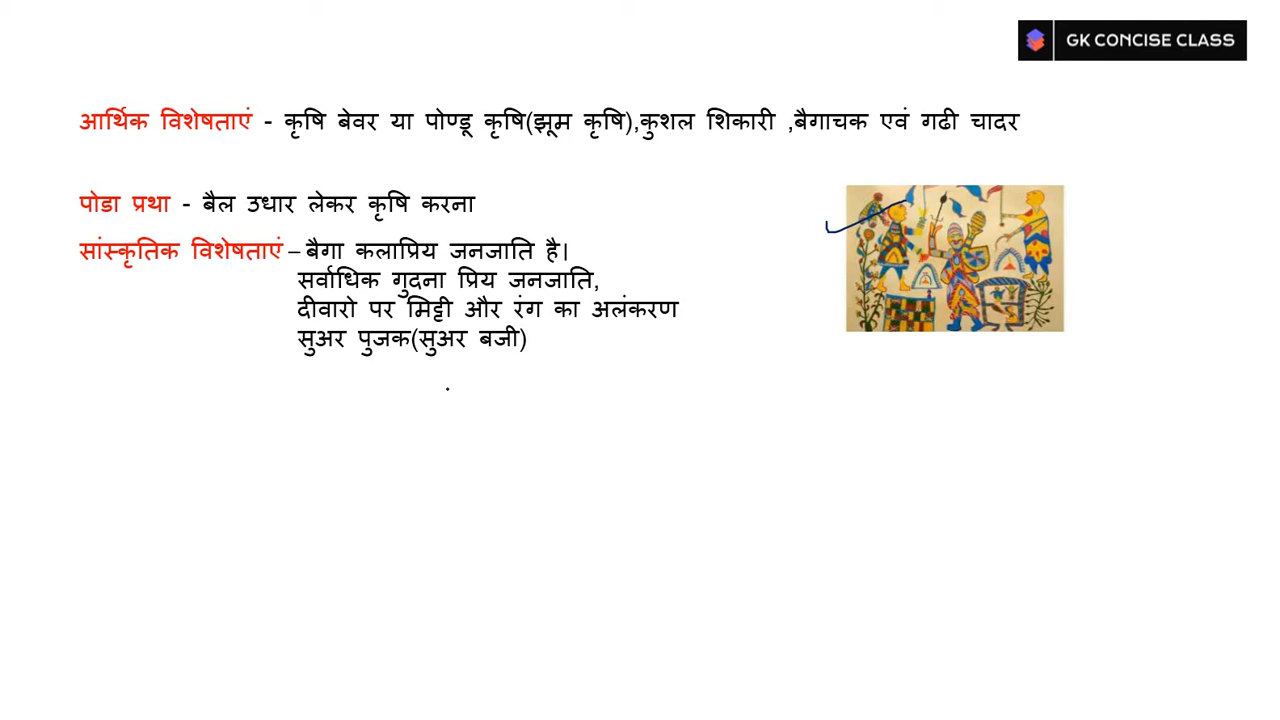 GK CONCISE CLASS
आर्थिक विशेषताएं - कृषि बेवर या पोण्डू कृषि(झूम कृषि),कुशल शिकारी ,बैगाचक एवं गढी चादर
पोडा प्रथा - बैल उधार लेकर कृषि करना
सांस्कृतिक विशेषताएं – बैगा कलाप्रिय जनजाति है।
सर्वाधिक गुदना प्रिय जनजाति,
दीवारो पर मिट्टी और रंग का अलंकरण
सुअर पुजक(सुअर बजी)